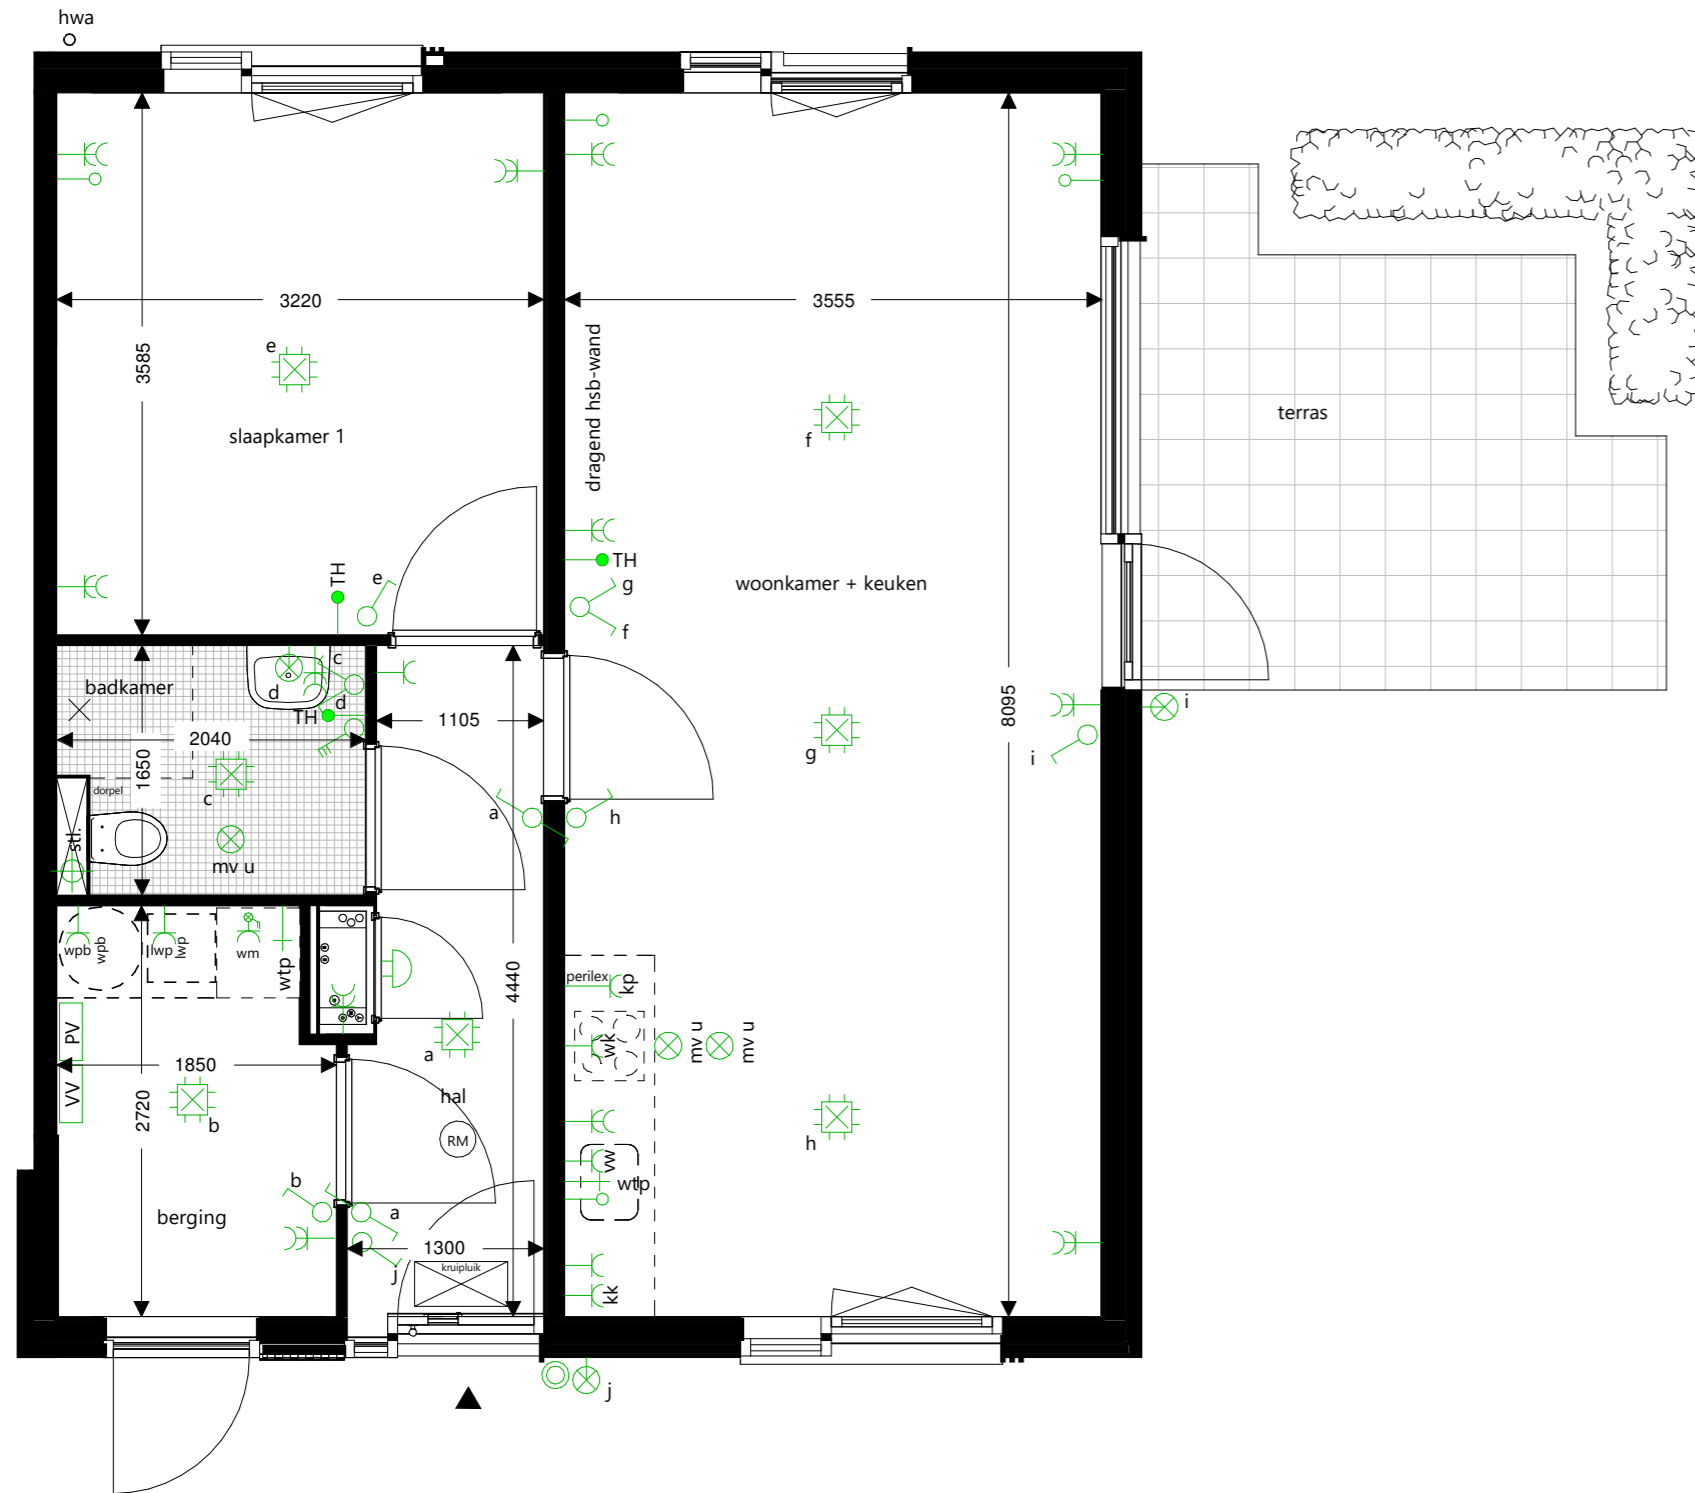 hwa
3220
3555
3585
dragend hsb-wand
e
slaapkamer 1
f
terras
TH
e
TH
g
f
woonkamer + keuken
c
badkamer
d
d
TH
1105
8095
i
i
2040
1650
g
dorpel
c
a
h
stl.
mv u
wpb
wpb
lwp
lwp
wm
wtp
4440
perilex
kp
PV
wk
mv u
mv u
a
1850
VV
2720
b
hal
RM
h
vw
wtp
b
a
berging
1300
j
kruipluik
kk
j